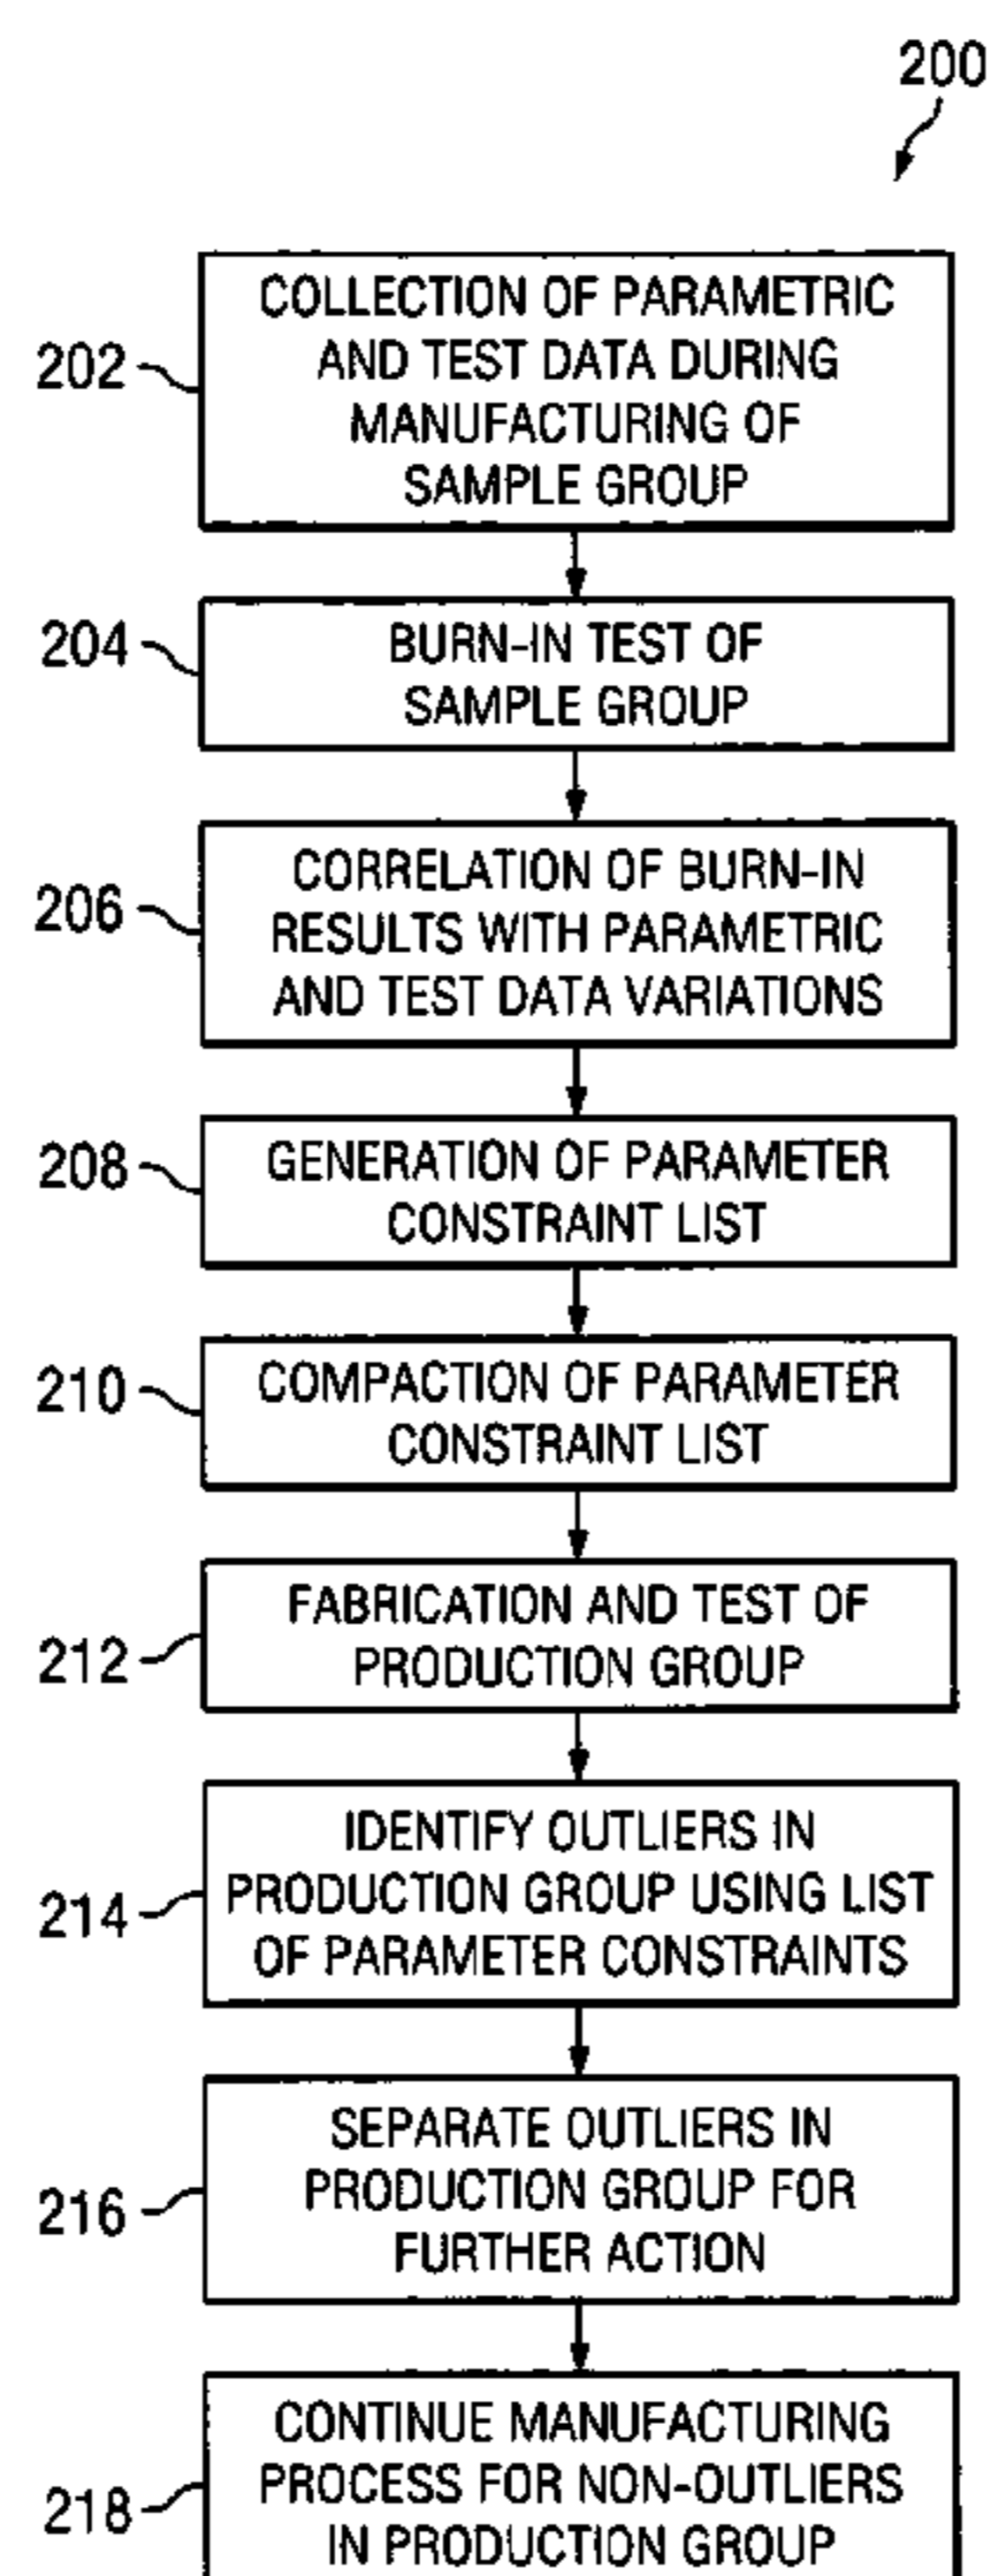 200
202
COLLECTION OF PARAMETRIC
AND TEST DATA DURING
MANUFACTURING OF
SAMPLE GROUP
204
BURN-IN TEST OF
SAMPLE GROUP
206
CORRELATION OF BURN-IN
RESULTS WITH PARAMETRIC
AND TEST DATA VARIATIONS
208
GENERATION OF PARAMETER
CONSTRAINT LIST
210
COMPACTION OF PARAMETER
CONSTRAINT LIST
212
FABRICATION AND TEST OF
PRODUCTION GROUP
214
IDENTIFY OUTLIERS IN
PRODUCTION GROUP USING LIST
OF PARAMETER CONSTRAINTS
216
SEPARATE OUTLIERS IN
PRODUCTION GROUP FOR
FURTHER ACTION
218
CONTINUE MANUFACTURING
PROCESS FOR NON-OUTLIERS
IN PRODUCTION GROUP